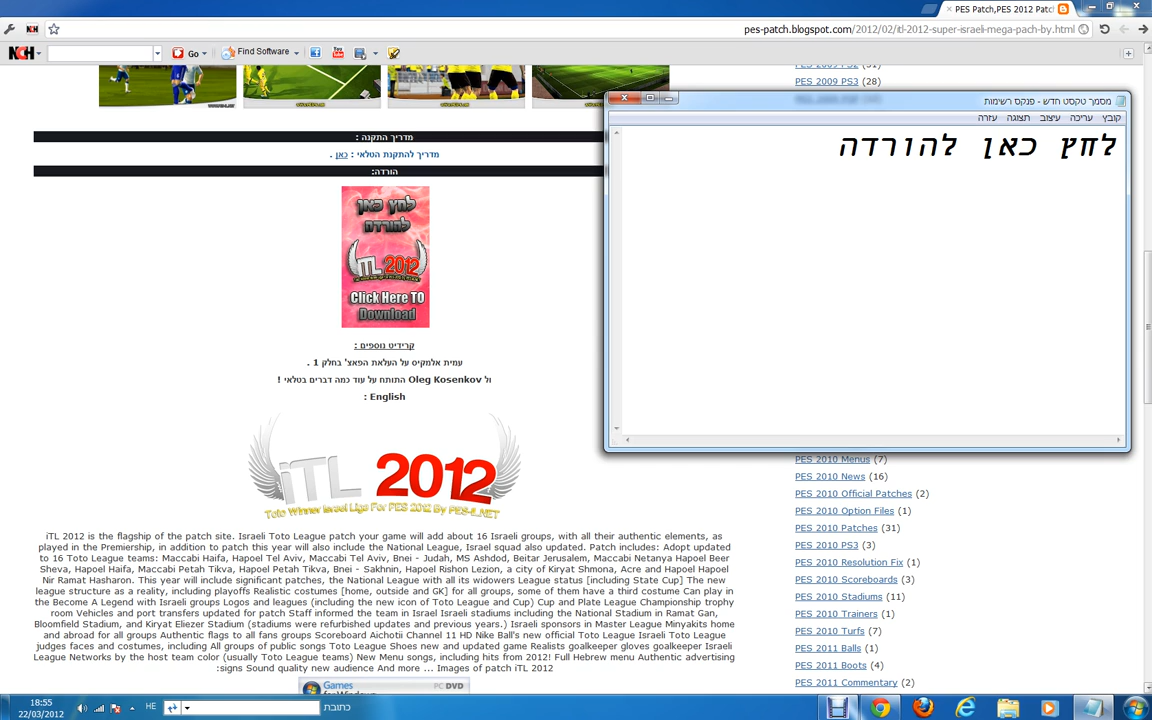 PES Patch,PES 2012 Patc
pes-patch.blogspot.com/2012/02/itl-2012-super-israeli-mega-pach-by.html
NCH
Go
Find Software
PES 2009 PS2 (31)
PES 2009 PS3 (28)
מסמך טקסט חדש - פנקס רשימות
קובץ עריכה עיצוב תצוגה עזרה
לחץ כאן להורדה
מדריך התקנה :
מדריך להתקנת הטלאי : כאן .
הורדה:
לחץ כאן
להורדה
iTL 2012
Click Here TO
Download
קרידיט נוספים :
עמית אלמקיס על העלאת הפאצ' בחלק 1 .
ול Oleg Kosenkov התותח על עוד כמה דברים בטלאי !
English :
iTL 2012
Toto Winner Israel Liga For PES 2012 By PES-IL.NET
iTL 2012 is the flagship of the patch site. Israeli Toto League patch your game will add about 16 Israeli groups, with all their authentic elements, as
played in the Premiership, in addition to patch this year will also include the National League, Israel squad also updated. Patch includes: Adopt updated
to 16 Toto League teams: Maccabi Haifa, Hapoel Tel Aviv, Maccabi Tel Aviv, Bnei - Judah, MS Ashdod, Beitar Jerusalem, Maccabi Netanya Hapoel Beer
Sheva, Hapoel Haifa, Maccabi Petah Tikva, Hapoel Petah Tikva, Bnei - Sakhnin, Hapoel Rishon Lezion, a city of Kiryat Shmona, Acre and Hapoel Hapoel
Nir Ramat Hasharon. This year will include significant patches, the National League with all its widowers League status [including State Cup] The new
league structure as a reality, including playoffs Realistic costumes [home, outside and GK] for all groups, some of them have a third costume Can play in
the Become A Legend with Israeli groups Logos and leagues (including the new icon of Toto League and Cup) Cup and Plate League Championship trophy
room Vehicles and port transfers updated for patch Staff informed the team in Israel Israeli stadiums including the National Stadium in Ramat Gan,
Bloomfield Stadium, and Kiryat Eliezer Stadium (stadiums were refurbished updates and previous years.) Israeli sponsors in Master League Minyakits home
and abroad for all groups Authentic flags to all fans groups Scoreboard Aichotii Channel 11 HD Nike Ball's new official Toto League Israeli Toto League
judges faces and costumes, including All groups of public songs Toto League Shoes new and updated game Realists goalkeeper gloves goalkeeper Israeli
League Networks by the host team color (usually Toto League teams) New Menu songs, including hits from 2012! Full Hebrew menu Authentic advertising
:signs Sound quality new audience And more ... Images of patch iTL 2012
Games
for Windows
PC DVD
PES 2010 Menus (7)
PES 2010 News (16)
PES 2010 Official Patches (2)
PES 2010 Option Files (1)
PES 2010 Patches (31)
PES 2010 PS3 (3)
PES 2010 Resolution Fix (1)
PES 2010 Scoreboards (3)
PES 2010 Stadiums (11)
PES 2010 Trainers (1)
PES 2010 Turfs (7)
PES 2011 Balls (1)
PES 2011 Boots (4)
PES 2011 Commentary (2)
18:55
22/03/2012
HE
כתובת